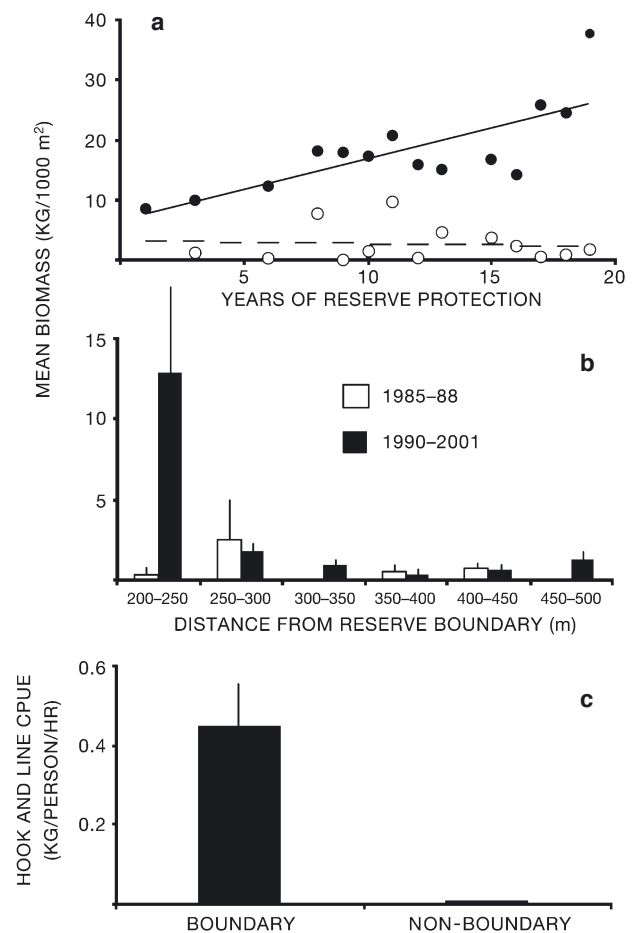 a
40
30
20
10
5
10
15
20
YEARS OF RESERVE PROTECTION
MEAN BIOMASS (KG/1000 m²)
b
15
10
5
1985–88
1990–2001
200–250 250–300 300–350 350–400 400–450 450–500
DISTANCE FROM RESERVE BOUNDARY (m)
c
0.6
0.4
0.2
HOOK AND LINE CPUE
(KG/PERSON/HR)
BOUNDARY NON-BOUNDARY